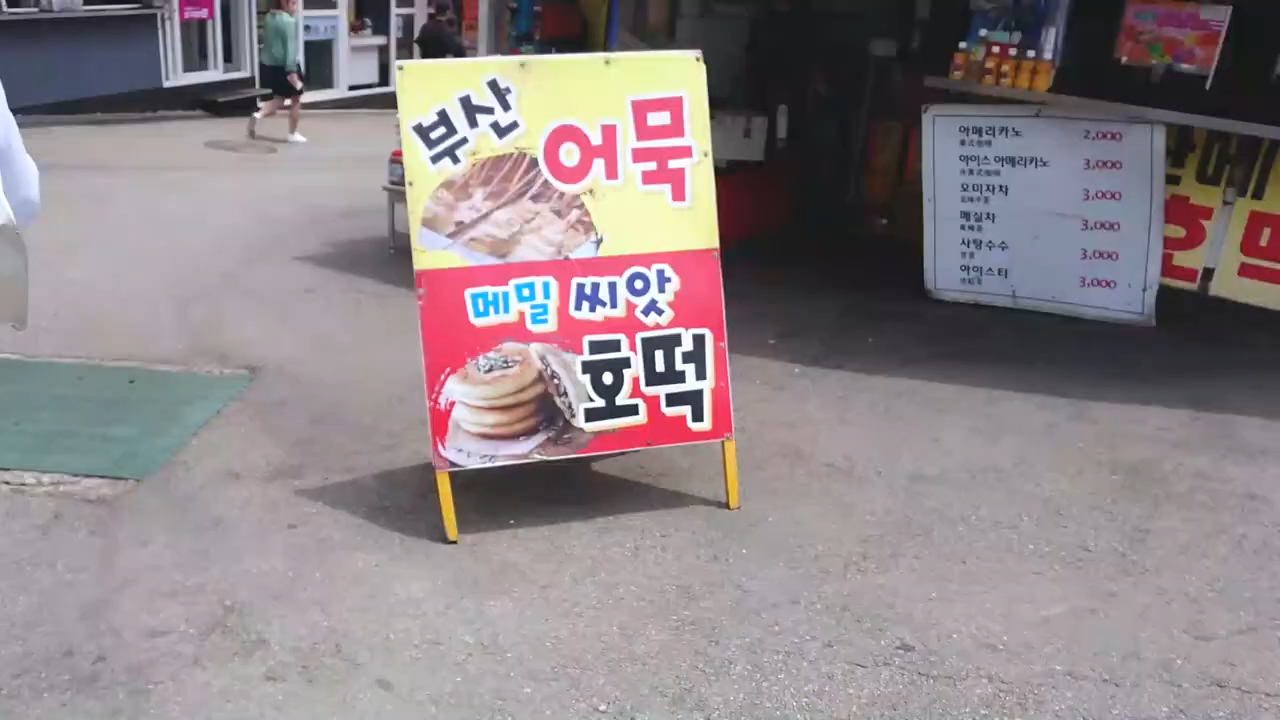 부산
어묵
메밀 씨앗
호떡
아메리카노 2,000
아이스 아메리카노 3,000
오미자차 3,000
매실차 3,000
사탕수수 3,000
아이스티 3,000
호떡